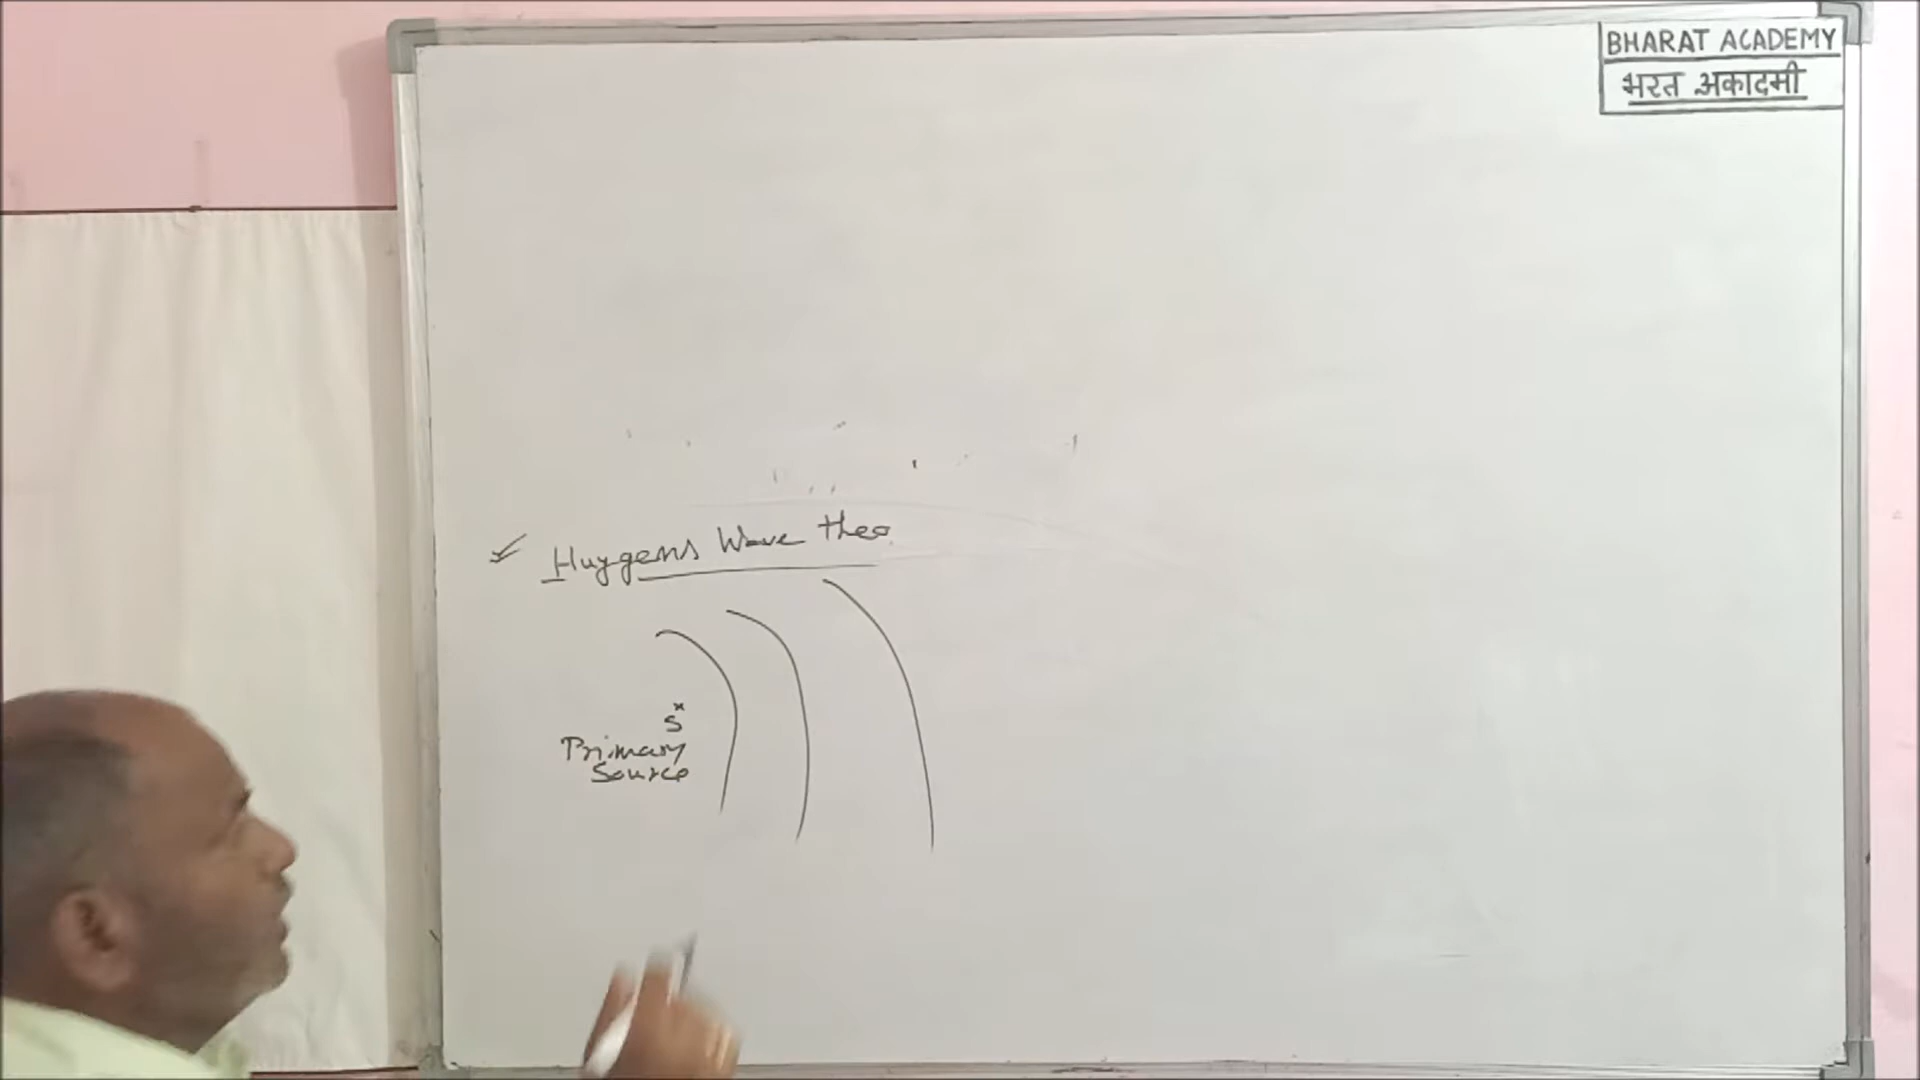 BHARAT ACADEMY
भरत अकादमी
Huygens Wave theo
S
Primary
Source